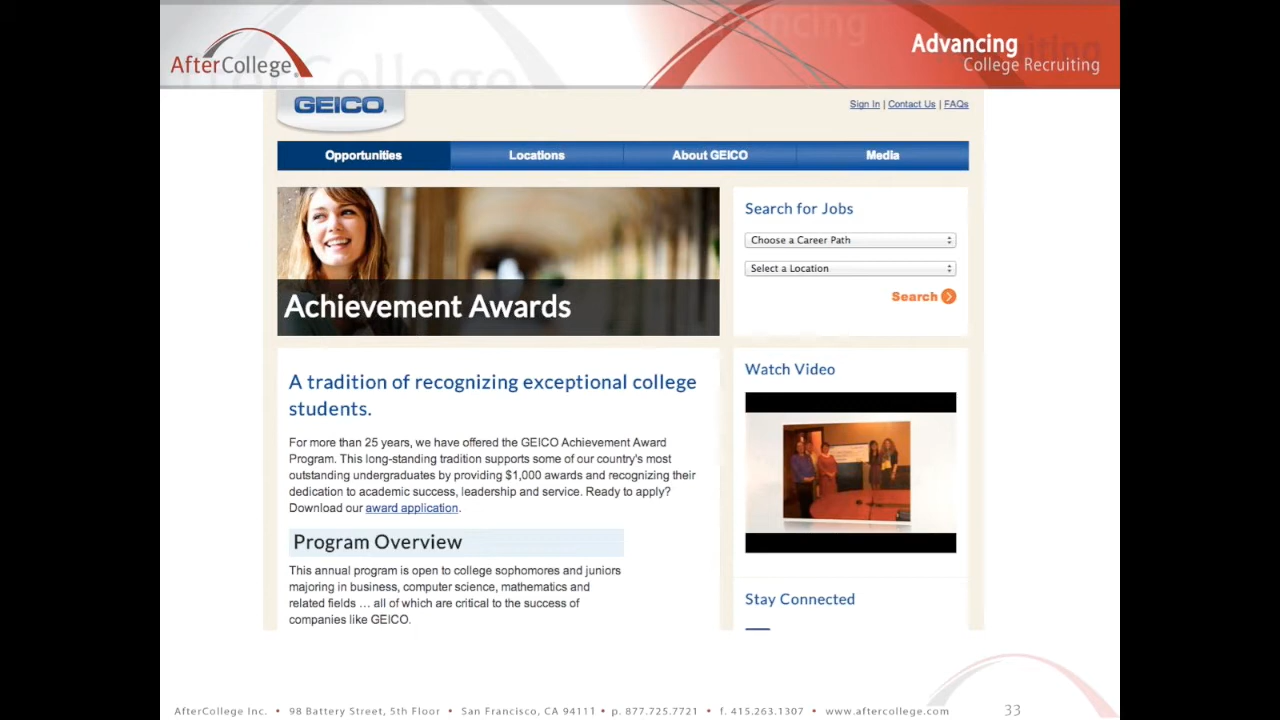 AfterCollege
Advancing
College Recruiting
GEICO
Sign In | Contact Us | FAQs
Opportunities
Locations
About GEICO
Media
Achievement Awards
Search for Jobs
Choose a Career Path
Select a Location
Search
A tradition of recognizing exceptional college
students.
For more than 25 years, we have offered the GEICO Achievement Award
Program. This long-standing tradition supports some of our country's most
outstanding undergraduates by providing $1,000 awards and recognizing their
dedication to academic success, leadership and service. Ready to apply?
Download our award application.
Program Overview
This annual program is open to college sophomores and juniors
majoring in business, computer science, mathematics and
related fields … all of which are critical to the success of
companies like GEICO.
Watch Video
Stay Connected
AfterCollege Inc. • 98 Battery Street, 5th Floor • San Francisco, CA 94111 • p. 877.725.7721 • f. 415.263.1307 • www.aftercollege.com
33